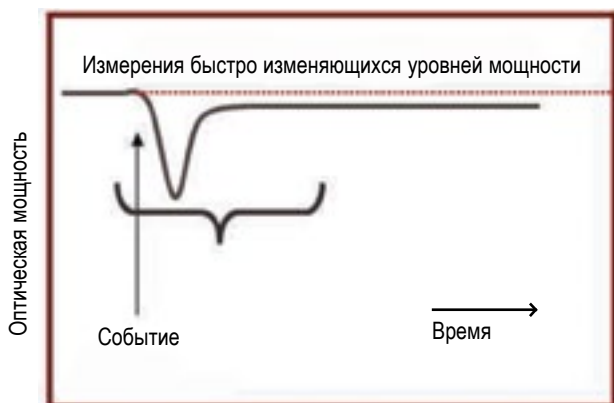 Измерения быстро изменяющихся уровней мощности
Оптическая мощность
Событие
Время